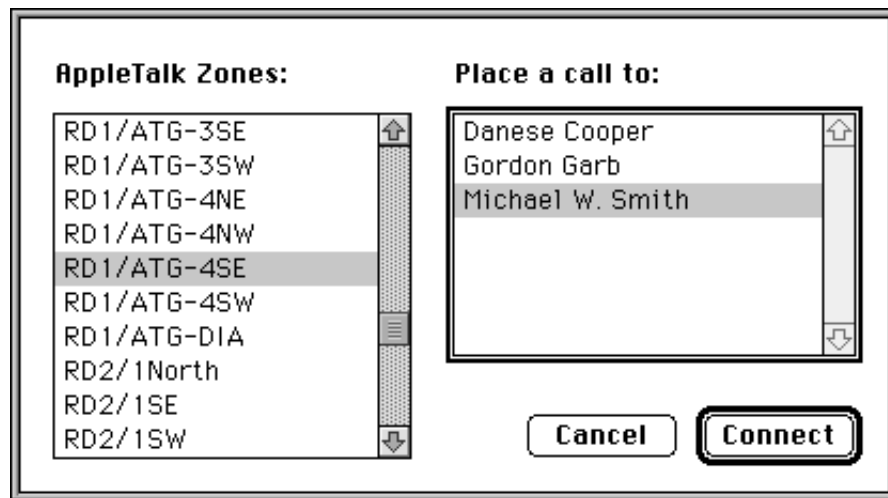 AppleTalk Zones:
RD1/ATG-3SE
RD1/ATG-3SW
RD1/ATG-4NE
RD1/ATG-4NW
RD1/ATG-4SE
RD1/ATG-4SW
RD1/ATG-DIA
RD2/1North
RD2/1SE
RD2/1SW
Place a call to:
Danese Cooper
Gordon Garb
Michael W. Smith
Cancel
Connect